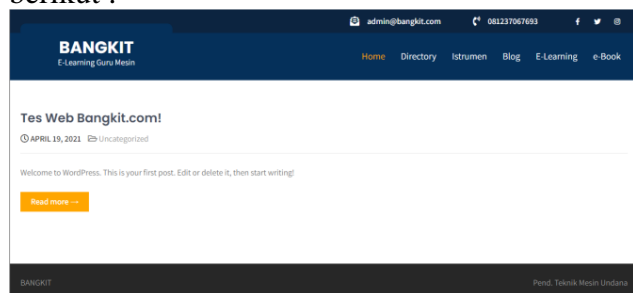 berikut :
admin@bangkit.com 081237067693
BANGKIT
E-Learning Guru Mesin
Home Directory Istrumen Blog E-Learning e-Book
Tes Web Bangkit.com!
APRIL 19, 2021 Uncategorized
Welcome to WordPress. This is your first post. Edit or delete it, then start writing!
Read more →
BANGKIT Pend. Teknik Mesin Undana